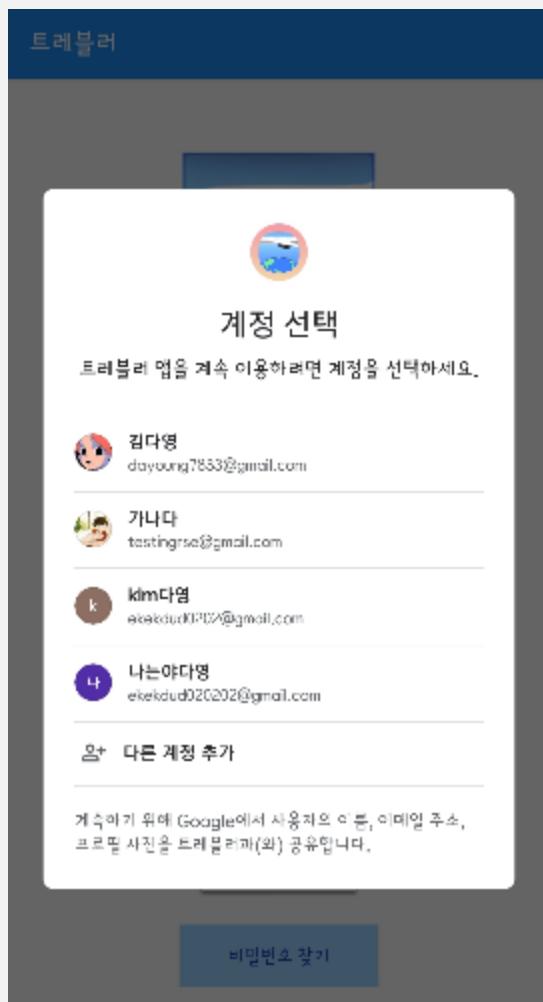 트레블러
계정 선택
트레블러 앱을 계속 이용하려면 계정을 선택하세요.
김다영
dayoung7853@gmail.com
가나다
testingrse@gmail.com
k
kim다영
ekekdud0202@gmail.com
나
나는야다영
ekekdud020202@gmail.com
다른 계정 추가
계속하기 위해 Google에서 사용자의 이름, 이메일 주소,
프로필 사진을 트레블러과(와) 공유합니다.
비밀번호 찾기